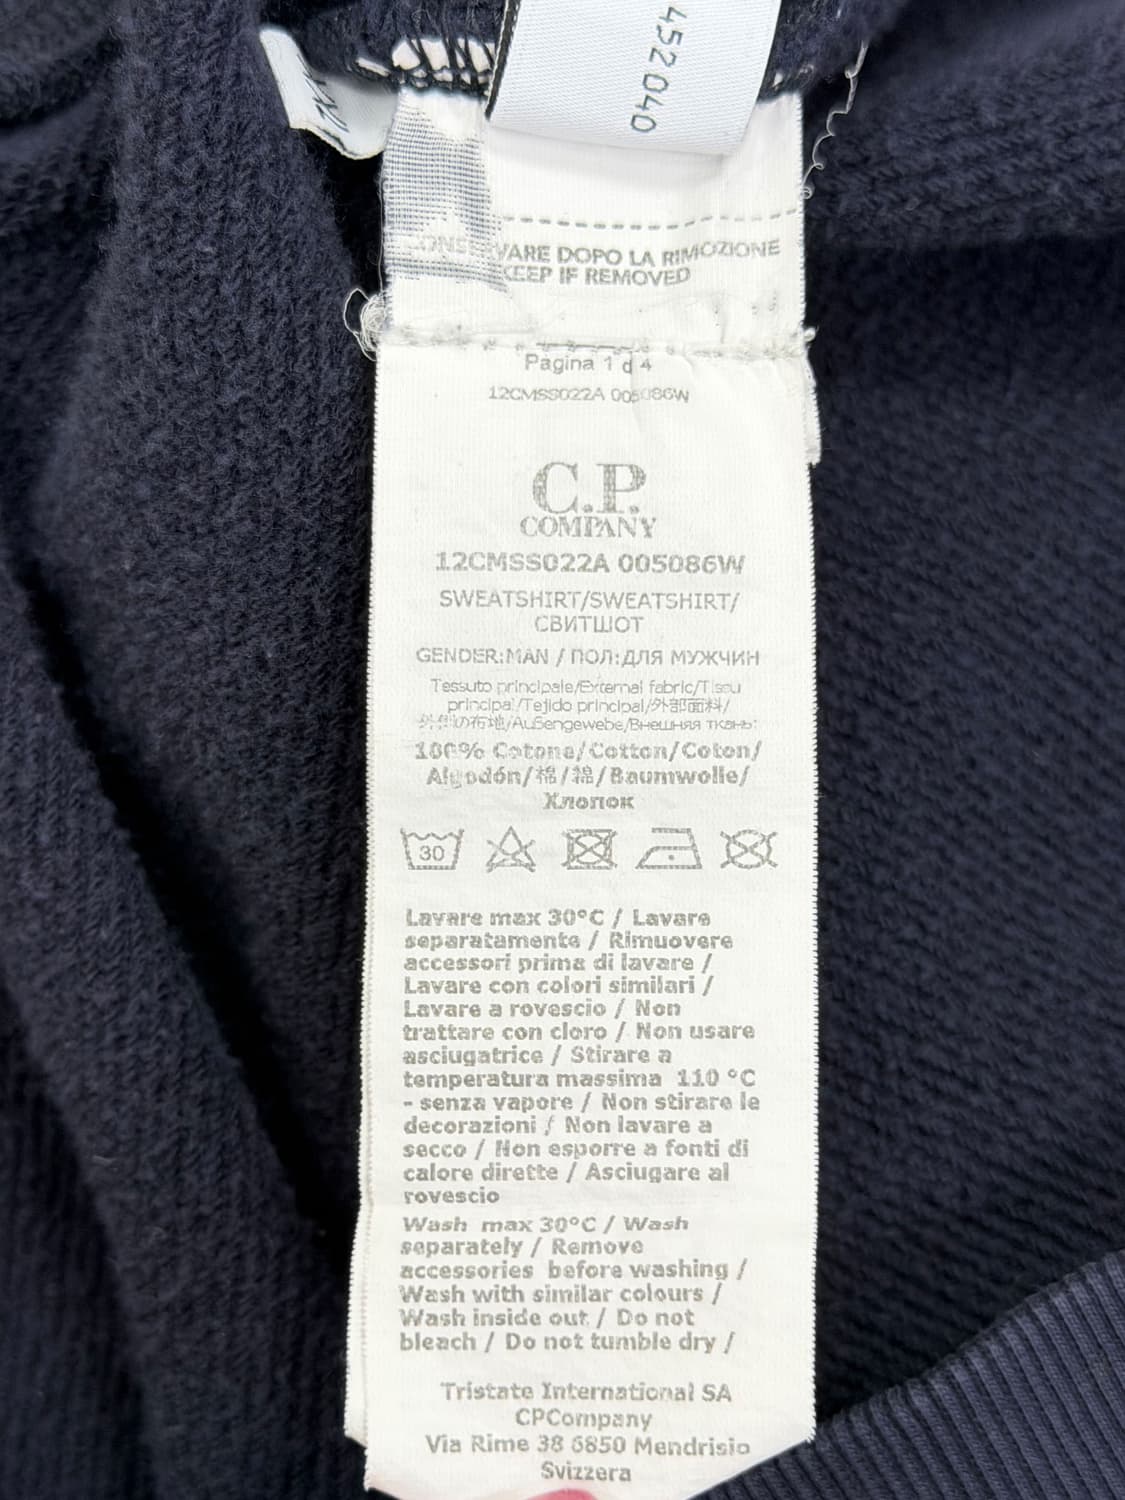 452040
CONSERVARE DOPO LA RIMOZIONE
KEEP IF REMOVED
Pagina 1 d 4
12CMSS022A 005086W
C.P.
COMPANY
12CMSS022A 005086W
SWEATSHIRT/SWEATSHIRT/
СВИТШОТ
GENDER:MAN / ПОЛ:ДЛЯ МУЖЧИН
Tessuto principale/External fabric/Tissu
principal/Tejido principal/外部面料/
外側の布地/Außengewebe/Внешняя ткань:
100% Cotone/Cotton/Coton/
Algodón/棉/綿/Baumwolle/
Хлопок
30
Lavare max 30°C / Lavare
separatamente / Rimuovere
accessori prima di lavare /
Lavare con colori similari /
Lavare a rovescio / Non
trattare con cloro / Non usare
asciugatrice / Stirare a
temperatura massima 110 °C
- senza vapore / Non stirare le
decorazioni / Non lavare a
secco / Non esporre a fonti di
calore dirette / Asciugare al
rovescio
Wash max 30°C / Wash
separately / Remove
accessories before washing /
Wash with similar colours /
Wash inside out / Do not
bleach / Do not tumble dry /
Tristate International SA
CPCompany
Via Rime 38 6850 Mendrisio
Svizzera